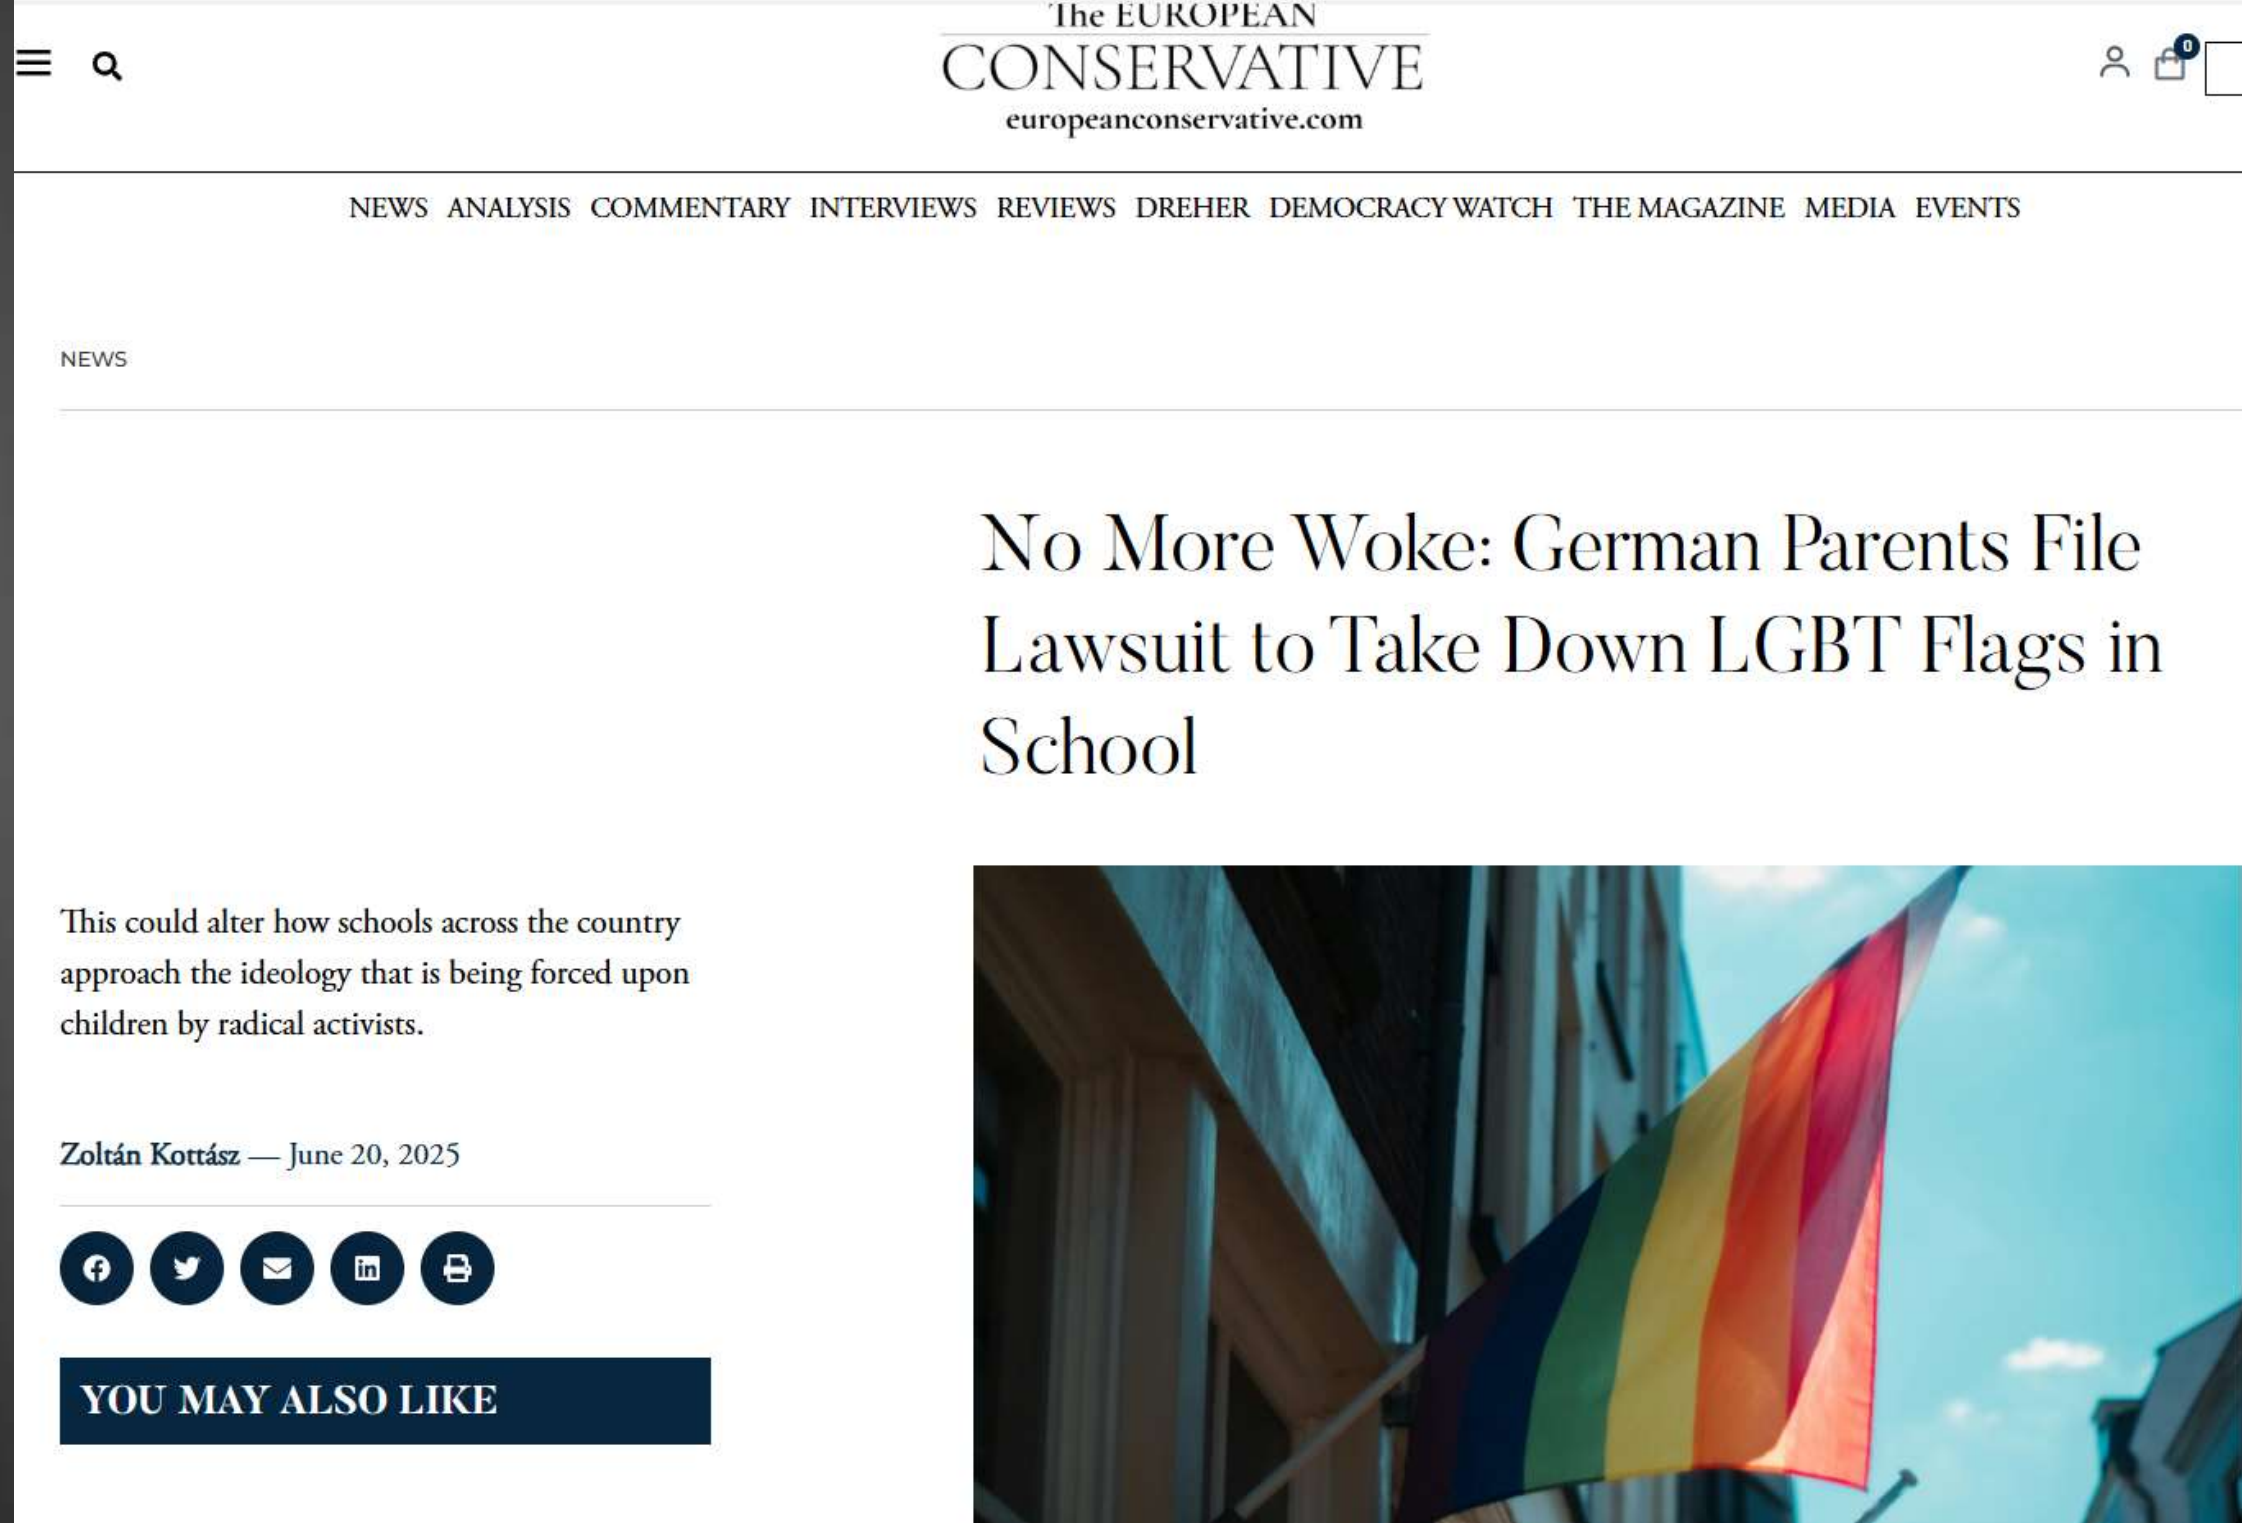 The EUROPEAN
CONSERVATIVE
europeanconservative.com
0
NEWS ANALYSIS COMMENTARY INTERVIEWS REVIEWS DREHER DEMOCRACY WATCH THE MAGAZINE MEDIA EVENTS
NEWS
No More Woke: German Parents File
Lawsuit to Take Down LGBT Flags in
School
This could alter how schools across the country
approach the ideology that is being forced upon
children by radical activists.
Zoltán Kottász — June 20, 2025
YOU MAY ALSO LIKE